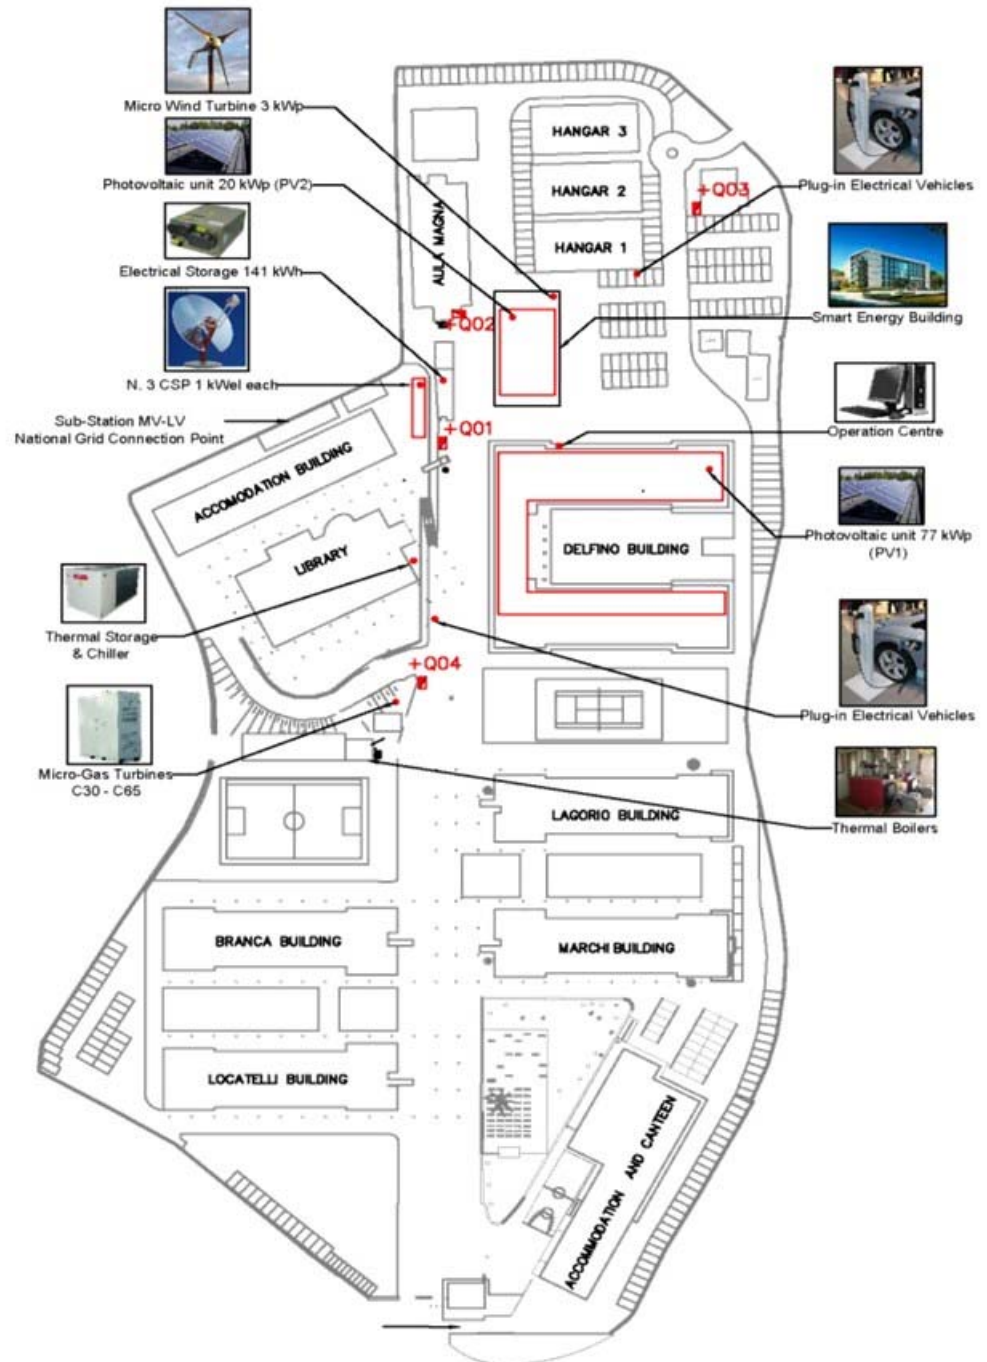 Micro Wind Turbine 3 kWp
Photovoltaic unit 20 kWp (PV2)
Electrical Storage 141 kWh
N. 3 CSP 1 kWel each
Sub-Station MV-LV
National Grid Connection Point
Thermal Storage
& Chiller
Micro-Gas Turbines
C30 - C65
HANGAR 3
HANGAR 2
HANGAR 1
AULA MAGNA
+Q03
+Q02
+Q01
+Q04
ACCOMODATION BUILDING
LIBRARY
DELFINO BUILDING
LAGORIO BUILDING
BRANCA BUILDING
MARCHI BUILDING
LOCATELLI BUILDING
ACCOMMODATION AND CANTEEN
Plug-in Electrical Vehicles
Smart Energy Building
Operation Centre
Photovoltaic unit 77 kWp
(PV1)
Plug-in Electrical Vehicles
Thermal Boilers